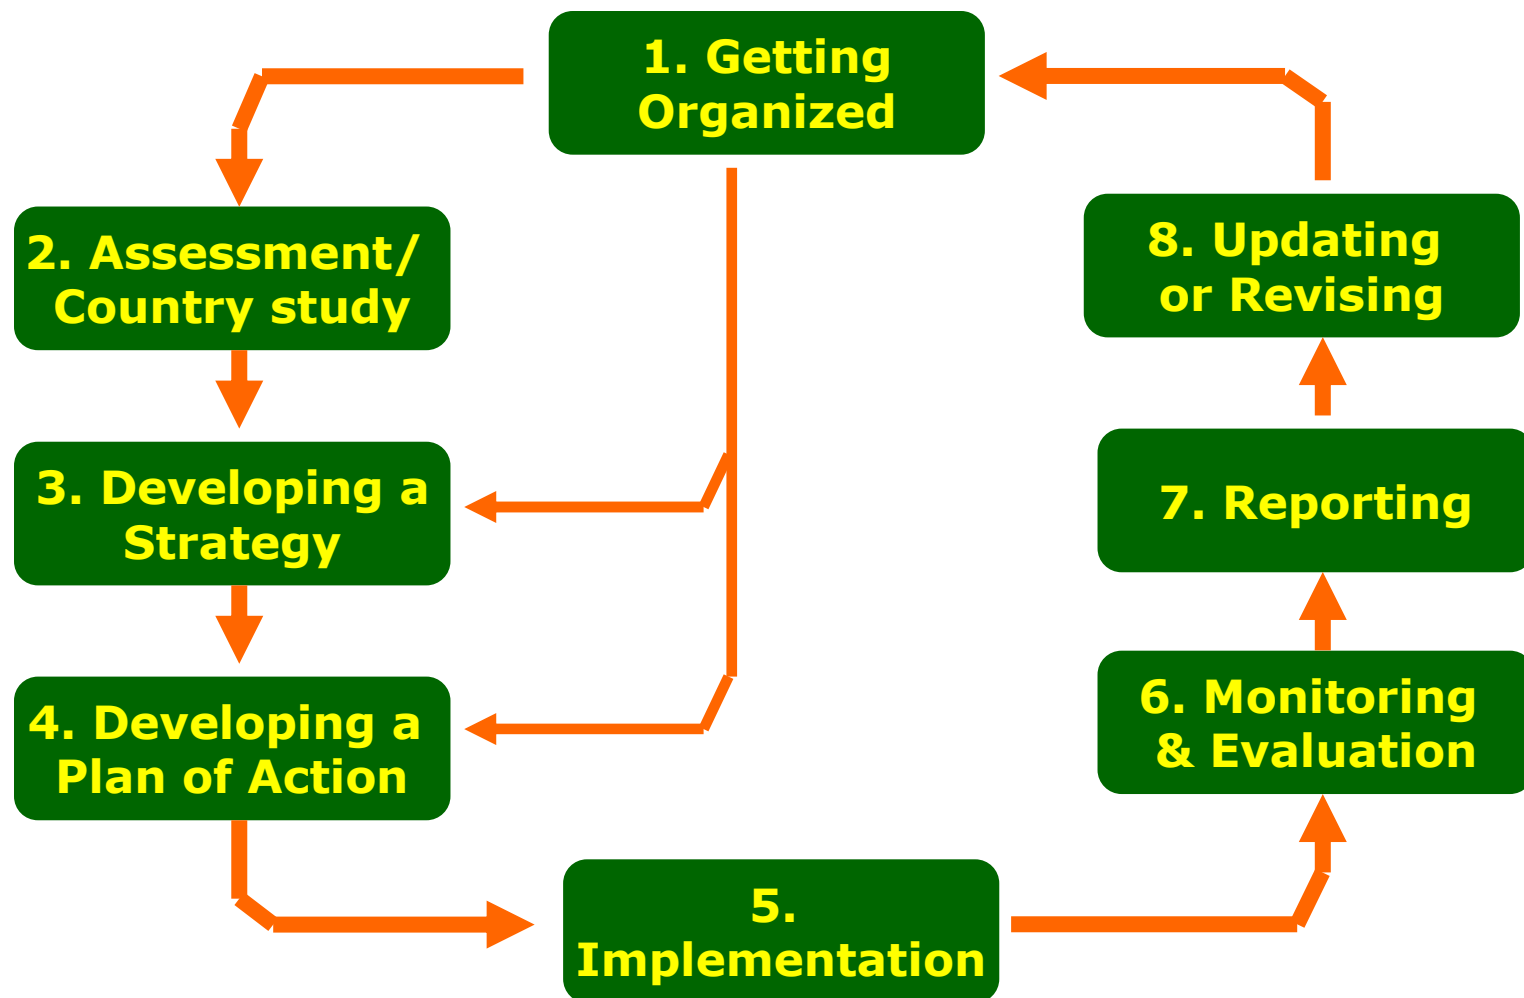 1. Getting
Organized
2. Assessment/
Country study
3. Developing a
Strategy
4. Developing a
Plan of Action
5.
Implementation
6. Monitoring
& Evaluation
7. Reporting
8. Updating
or Revising